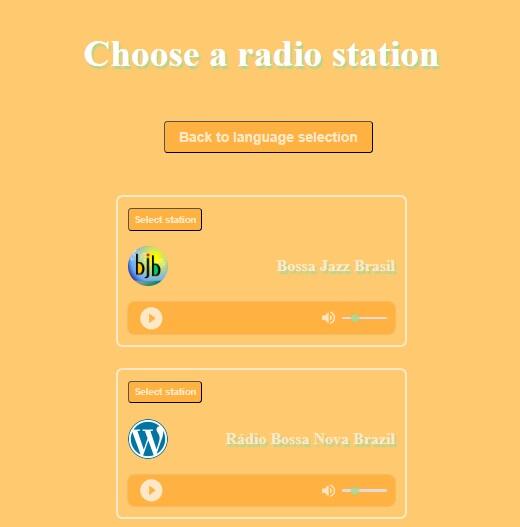 Choose a radio station
Back to language selection
Select station
bjb
Bossa Jazz Brasil
Select station
W
Rádio Bossa Nova Brazil